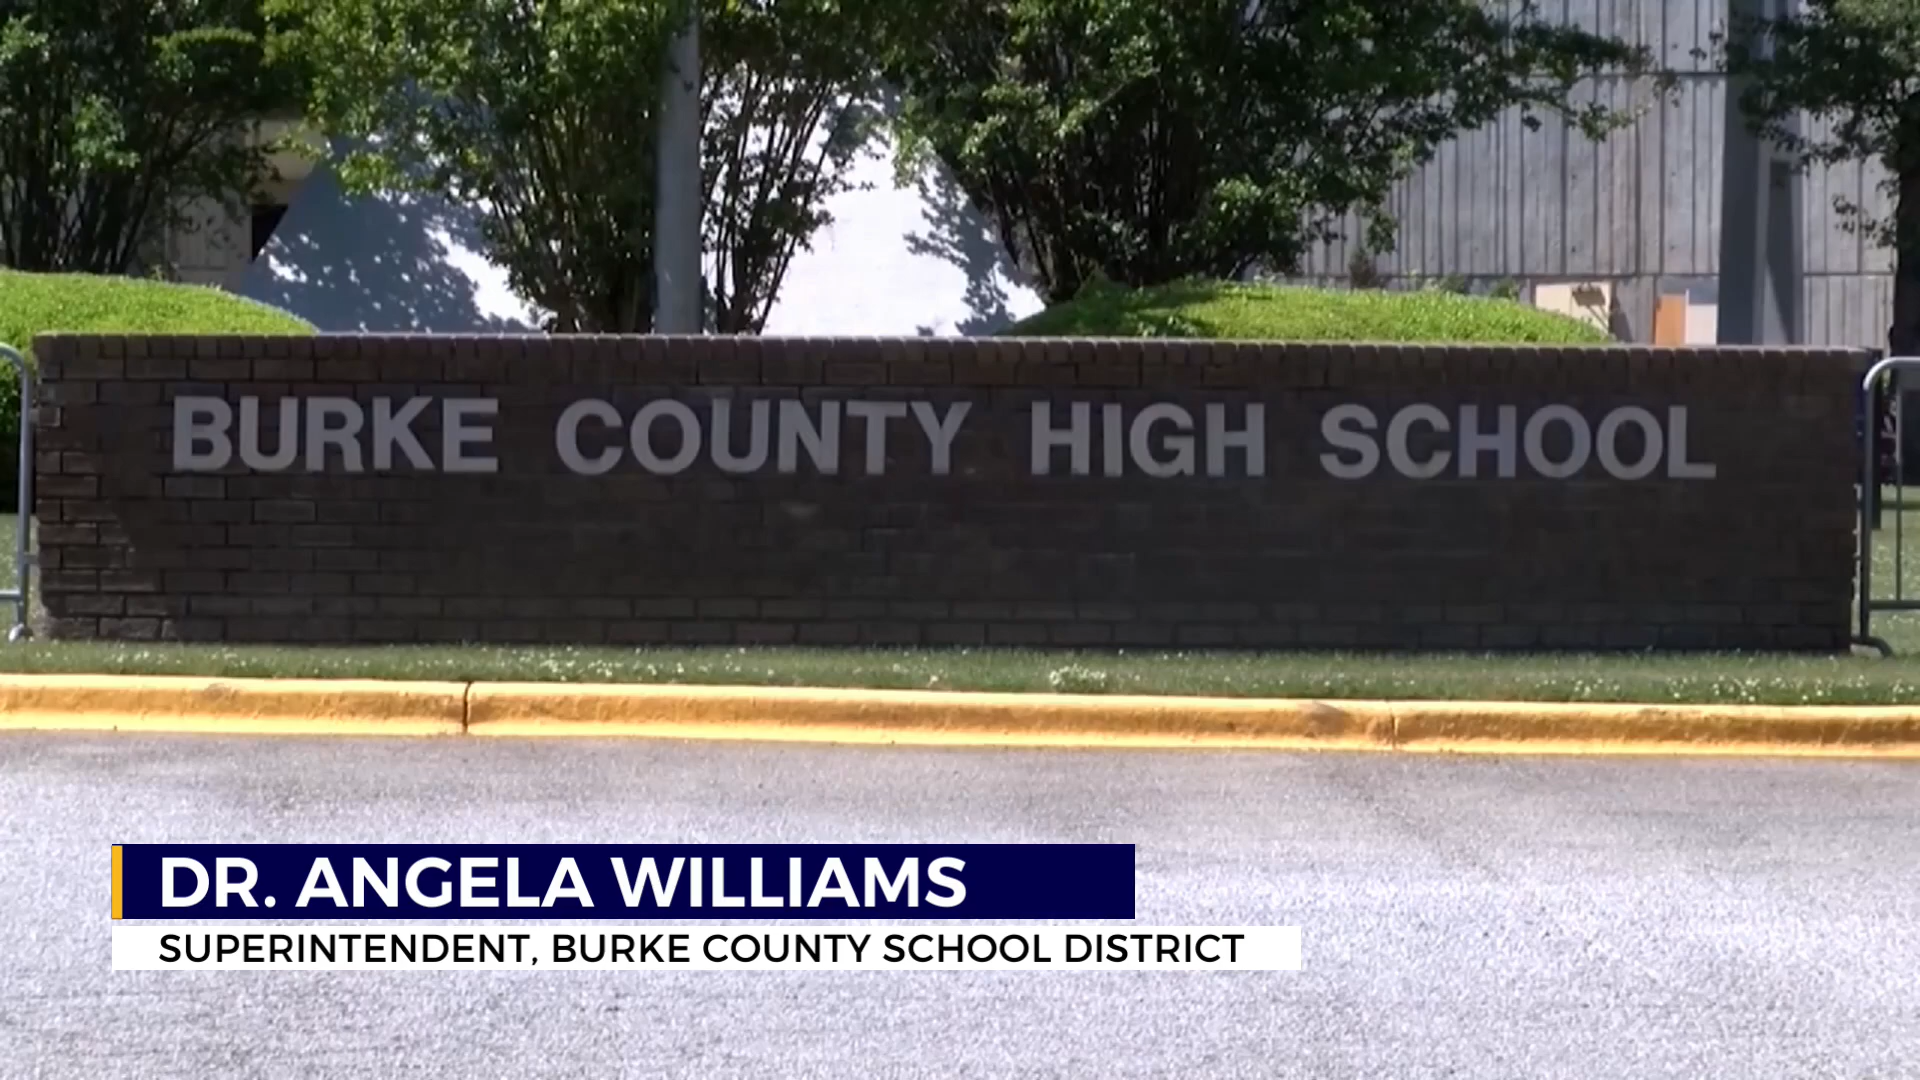 BURKE COUNTY HIGH SCHOOL
DR. ANGELA WILLIAMS
SUPERINTENDENT, BURKE COUNTY SCHOOL DISTRICT